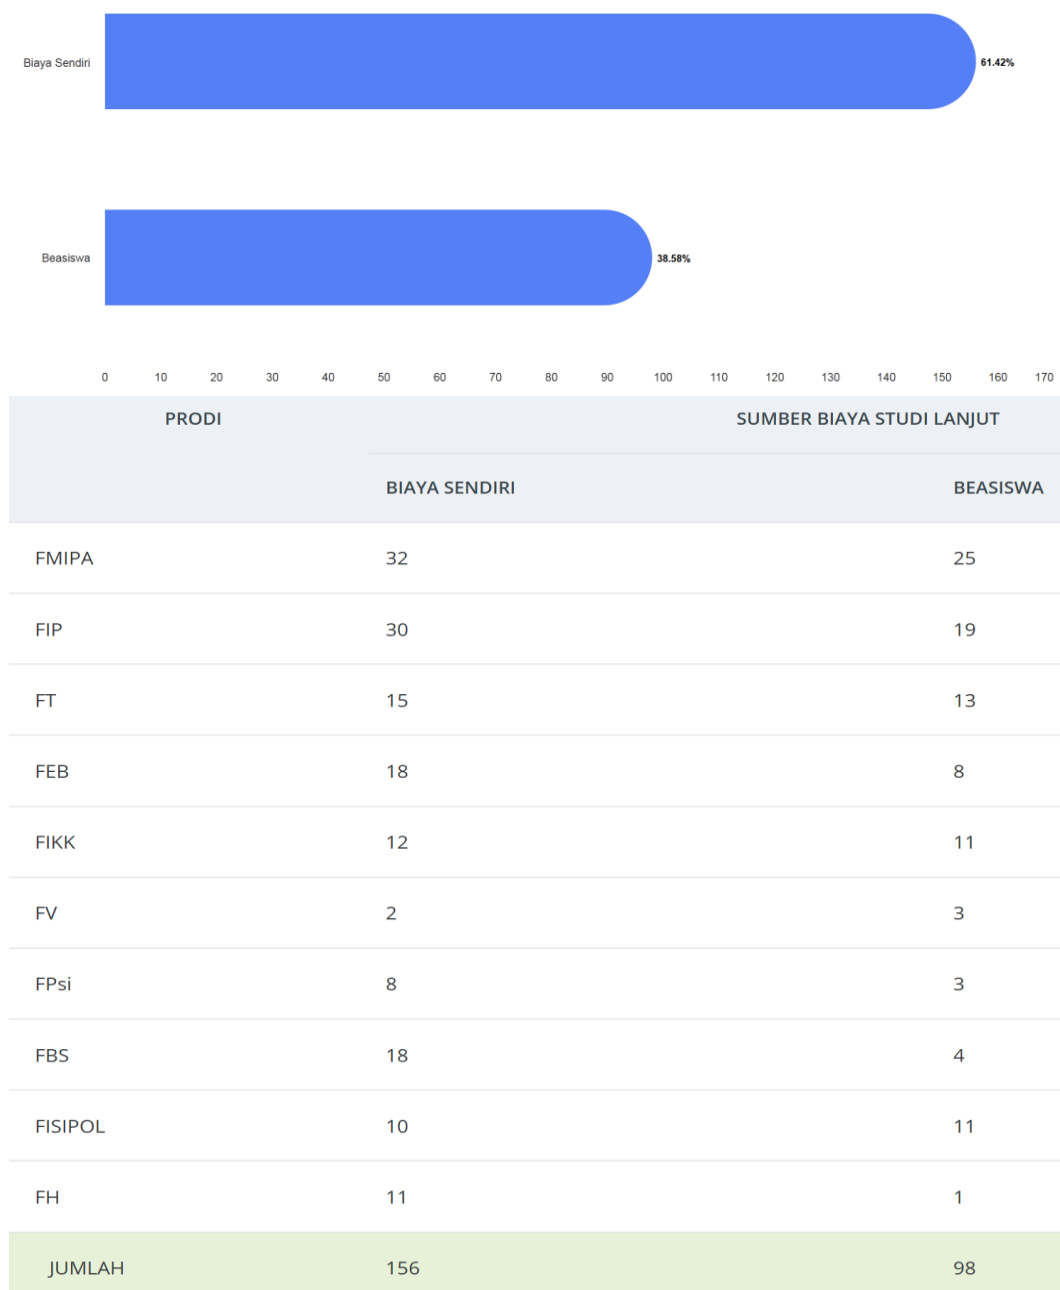 Biaya Sendiri 61.42%
Beasiswa 38.58%
0 10 20 30 40 50 60 70 80 90 100 110 120 130 140 150 160 170
PRODI SUMBER BIAYA STUDI LANJUT
BIAYA SENDIRI BEASISWA
FMIPA 32 25
FIP 30 19
FT 15 13
FEB 18 8
FIKK 12 11
FV 2 3
FPsi 8 3
FBS 18 4
FISIPOL 10 11
FH 11 1
JUMLAH 156 98